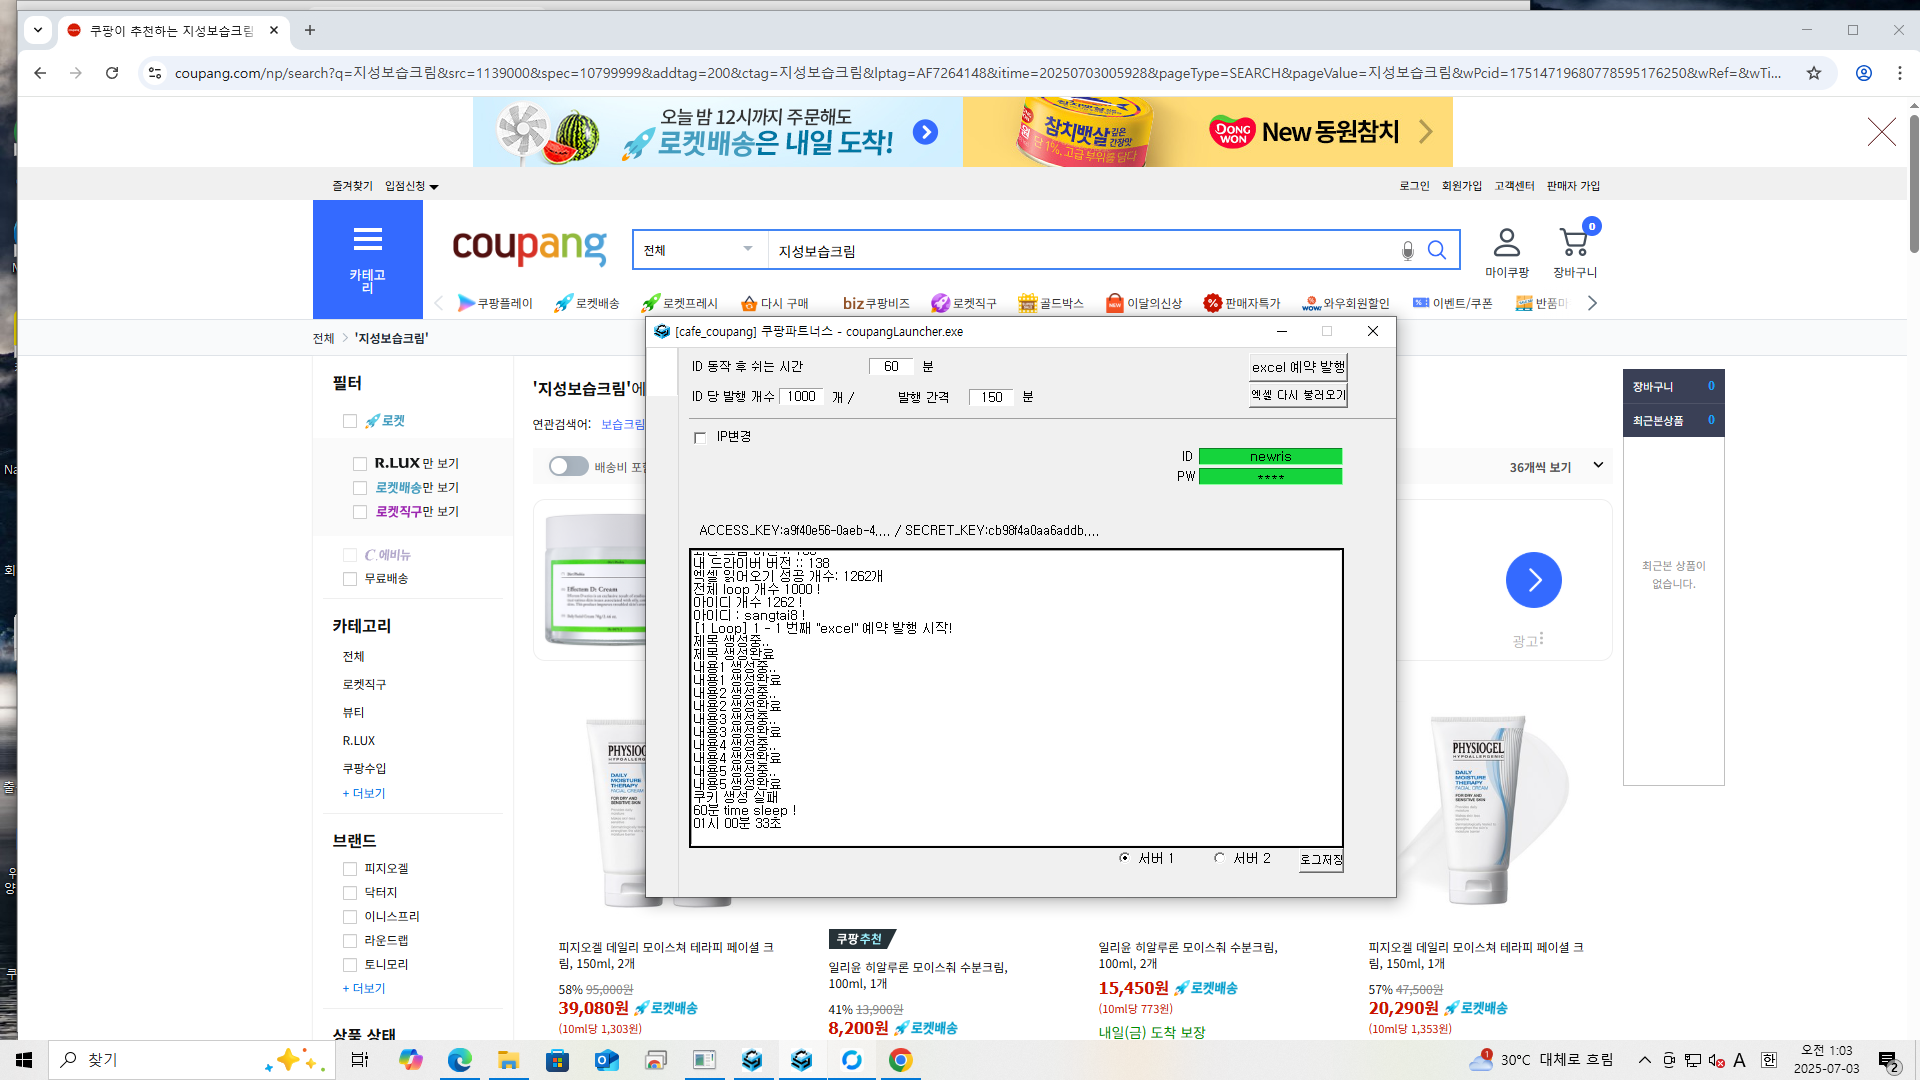 쿠팡이 추천하는 지성보습크림
coupang.com/np/search?q=지성보습크림&src=1139000&spec=10799999&addtag=200&ctag=지성보습크림&lptag=AF7264148&itime=20250703005928&pageType=SEARCH&pageValue=지성보습크림&wPcid=17514719680778595176250&wRef=&wTi...
오늘 밤 12시까지 주문해도
로켓배송은 내일 도착!
참치뱃살 깊은 간장맛
단 1%, 고급 부위를 담다
DONG WON
New 동원참치
즐겨찾기 입점신청
로그인 회원가입 고객센터 판매자 가입
카테고리
coupang
전체
지성보습크림
마이쿠팡
0
장바구니
쿠팡플레이 로켓배송 로켓프레시 다시 구매 biz 쿠팡비즈 로켓직구 골드박스 이달의신상 판매자특가 와우회원할인 이벤트/쿠폰 반품마
전체 > '지성보습크림'
필터
로켓
R.LUX 만 보기
로켓배송만 보기
로켓직구만 보기
C.에비뉴
무료배송
카테고리
전체
로켓직구
뷰티
R.LUX
쿠팡수입
+ 더보기
브랜드
피지오겔
닥터지
이니스프리
라운드랩
토니모리
+ 더보기
상품 상태
'지성보습크림'에
연관검색어: 보습크림
배송비 포함
36개씩 보기
Effectem D3 Cream
광고
장바구니 0
최근본상품 0
최근본 상품이
없습니다.
[cafe_coupang] 쿠팡파트너스 - coupangLauncher.exe
ID 동작 후 쉬는 시간 60 분
excel 예약 발행
ID 당 발행 개수 1000 개 / 발행 간격 150 분
엑셀 다시 불러오기
IP변경
ID newris
PW ****
ACCESS_KEY:a9f40e56-0aeb-4.... / SECRET_KEY:cb98f4a0aa6addb....
내 드라이버 버전 :: 138
엑셀 읽어오기 성공 개수: 1262개
전체 loop 개수 1000 !
아이디 개수 1262 !
아이디 : sangtai8 !
[1 Loop] 1 - 1 번째 "excel" 예약 발행 시작!
제목 생성중..
제목 생성완료
내용1 생성중..
내용1 생성완료
내용2 생성중..
내용2 생성완료
내용3 생성중..
내용3 생성완료
내용4 생성중..
내용4 생성완료
내용5 생성중..
내용5 생성완료
쿠키 생성 실패
60분 time sleep !
01시 00분 33초
서버 1 서버 2 로그저장
PHYSIOGEL
HYPOALLERGENIC
DAILY
MOISTURE
THERAPY
FACIAL CREAM
FOR DRY AND
SENSITIVE SKIN
피지오겔 데일리 모이스쳐 테라피 페이셜 크
림, 150ml, 2개
58% 95,000원
39,080원 로켓배송
(10ml당 1,303원)
쿠팡추천
일리윤 히알루론 모이스춰 수분크림,
100ml, 1개
41% 13,900원
8,200원 로켓배송
일리윤 히알루론 모이스춰 수분크림,
100ml, 2개
15,450원 로켓배송
(10ml당 773원)
내일(금) 도착 보장
피지오겔 데일리 모이스쳐 테라피 페이셜 크
림, 150ml, 1개
57% 47,500원
20,290원 로켓배송
(10ml당 1,353원)
찾기
1
30°C 대체로 흐림
A
한
오전 1:03
2025-07-03
2